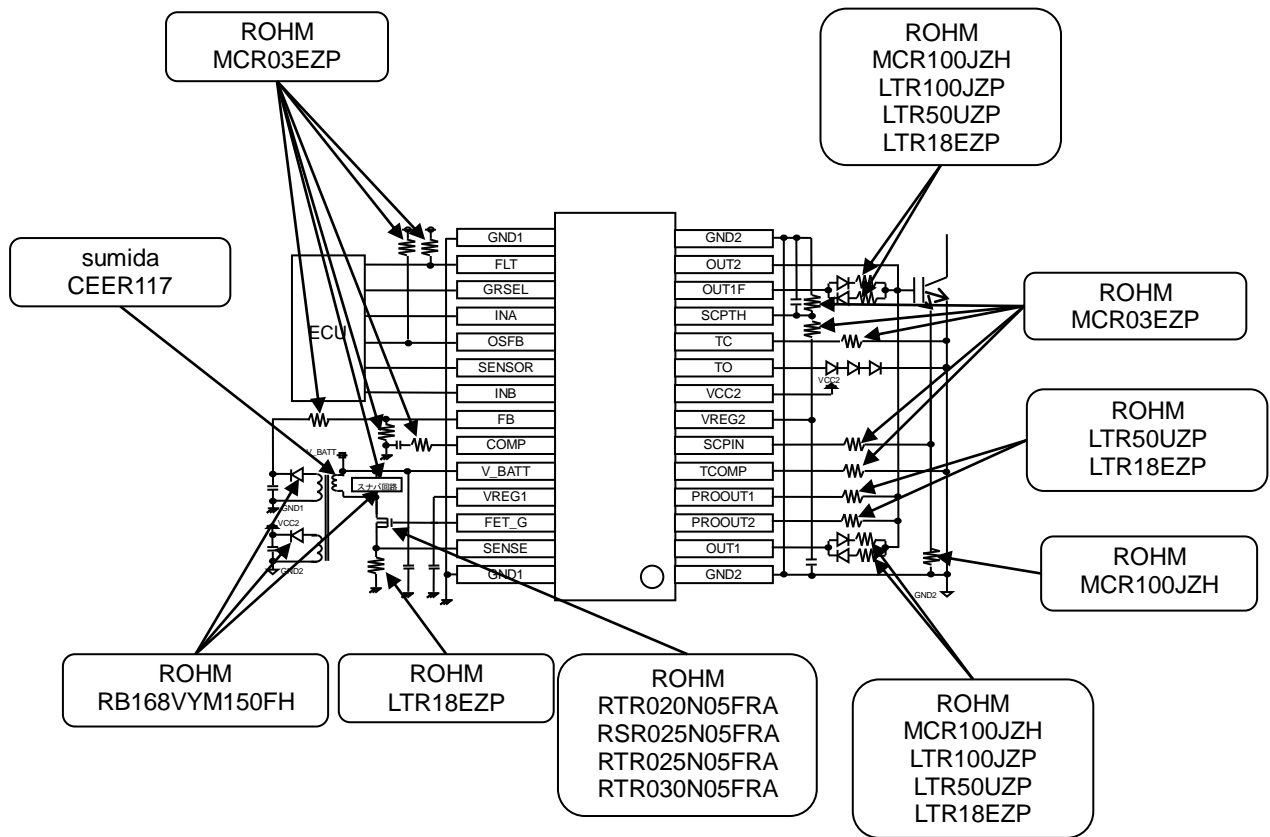 ROHM
MCR03EZP
ROHM
MCR100JZH
LTR100JZP
LTR50UZP
LTR18EZP
sumida
CEER117
ECU
GND1
FLT
GRSEL
INA
OSFB
SENSOR
INB
FB
COMP
V_BATT
VREG1
FET_G
SENSE
GND1
GND2
OUT2
OUT1F
SCPTH
TC
TO
VCC2
VREG2
SCPIN
TCOMP
PROOUT1
PROOUT2
OUT1
GND2
V_BATT
スナバ回路
GND1
VCC2
GND2
VCC2
GND2
ROHM
MCR03EZP
ROHM
LTR50UZP
LTR18EZP
ROHM
MCR100JZH
ROHM
RB168VYM150FH
ROHM
LTR18EZP
ROHM
RTR020N05FRA
RSR025N05FRA
RTR025N05FRA
RTR030N05FRA
ROHM
MCR100JZH
LTR100JZP
LTR50UZP
LTR18EZP